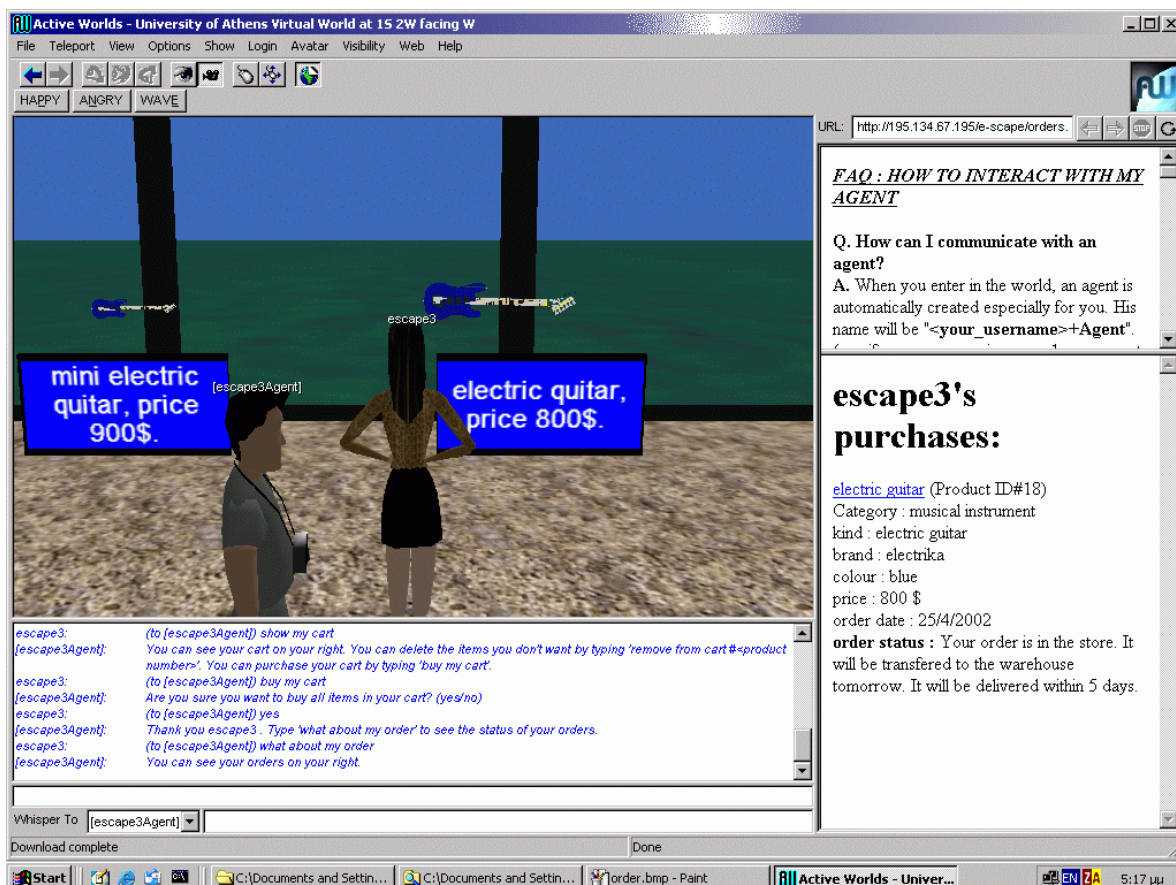 Active Worlds - University of Athens Virtual World at 1S 2W facing W
File Teleport View Options Show Login Avatar Visibility Web Help
HAPPY ANGRY WAVE
AW
URL: http://195.134.67.195/e-scape/orders.
STOP
mini electric
quitar, price
900$.
[escape3Agent]
escape3
electric quitar,
price 800$.
FAQ : HOW TO INTERACT WITH MY
AGENT
Q. How can I communicate with an
agent?
A. When you enter in the world, an agent is
automatically created especially for you. His
name will be "<your_username>+Agent".
escape3's
purchases:
electric guitar (Product ID#18)
Category : musical instrument
kind : electric guitar
brand : electrika
colour : blue
price : 800 $
order date : 25/4/2002
order status : Your order is in the store. It
will be transfered to the warehouse
tomorrow. It will be delivered within 5 days.
escape3: (to [escape3Agent]) show my cart
[escape3Agent]: You can see your cart on your right. You can delete the items you don't want by typing 'remove from cart #<product
number>'. You can purchase your cart by typing 'buy my cart'.
escape3: (to [escape3Agent]) buy my cart
[escape3Agent]: Are you sure you want to buy all items in your cart? (yes/no)
escape3: (to [escape3Agent]) yes
[escape3Agent]: Thank you escape3 . Type 'what about my order' to see the status of your orders.
escape3: (to [escape3Agent]) what about my order
[escape3Agent]: You can see your orders on your right.
Whisper To [escape3Agent]
Download complete Done
Start C:\Documents and Settin... C:\Documents and Settin... order.bmp - Paint Active Worlds - Univer... EN ZA 5:17 μμ